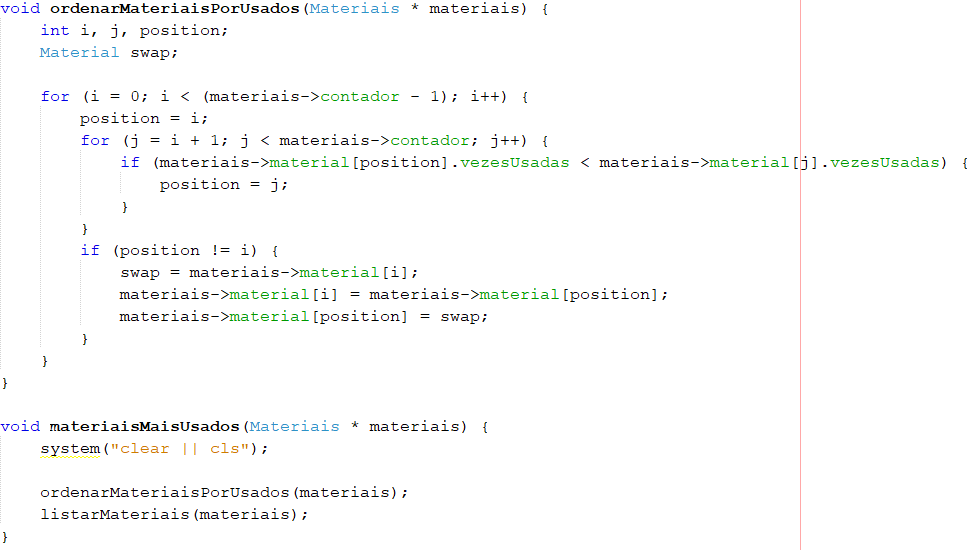 void ordenarMateriaisPorUsados(Materiais * materiais) {
    int i, j, position;
    Material swap;

    for (i = 0; i < (materiais->contador - 1); i++) {
        position = i;
        for (j = i + 1; j < materiais->contador; j++) {
            if (materiais->material[position].vezesUsadas < materiais->material[j].vezesUsadas) {
                position = j;
            }
        }
        if (position != i) {
            swap = materiais->material[i];
            materiais->material[i] = materiais->material[position];
            materiais->material[position] = swap;
        }
    }
}

void materiaisMaisUsados(Materiais * materiais) {
    system("clear || cls");

    ordenarMateriaisPorUsados(materiais);
    listarMateriais(materiais);
}